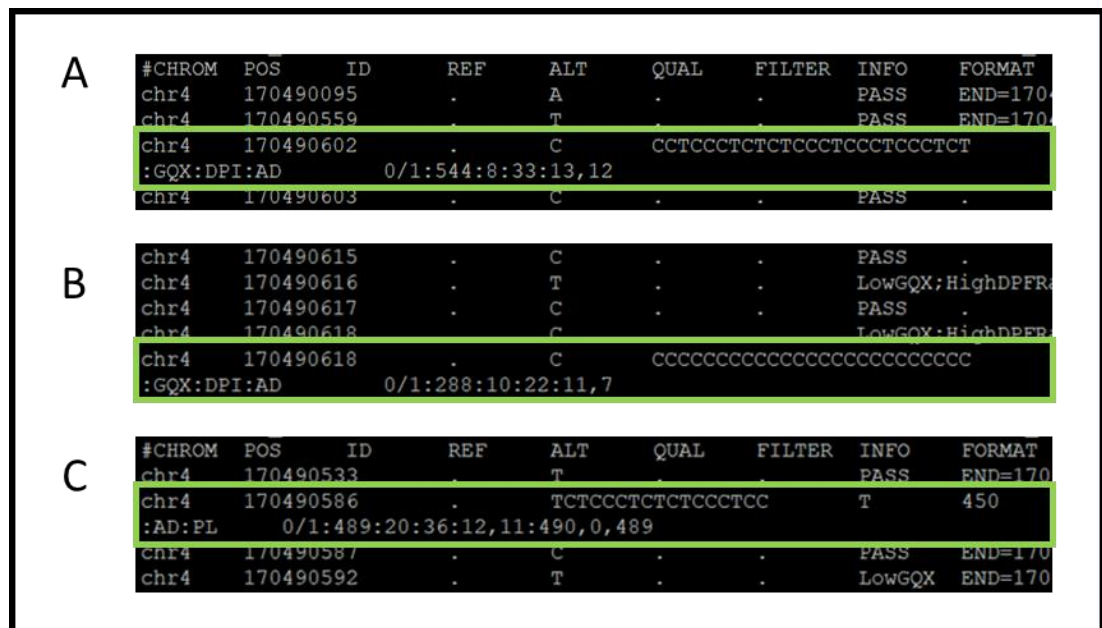 A
#CHROM POS ID REF ALT QUAL FILTER INFO FORMAT
chr4 170490095 . A . . PASS END=1704
chr4 170490559 . T . . PASS END=1704
chr4 170490602 . C CCTCCCTCTCTCCCTCCCTCCCTCT
:GQX:DPI:AD 0/1:544:8:33:13,12
chr4 170490603 . C . . PASS .
B
chr4 170490615 . C . . PASS .
chr4 170490616 . T . . LowGQX;HighDPFRa
chr4 170490617 . C . . PASS .
chr4 170490618 . C . . LowGQX;HighDPFRa
chr4 170490618 . C CCCCCCCCCCCCCCCCCCCCCCCCC
:GQX:DPI:AD 0/1:288:10:22:11,7
C
#CHROM POS ID REF ALT QUAL FILTER INFO FORMAT
chr4 170490533 . T . . PASS END=170
chr4 170490586 . TCTCCCTCTCTCCCTCC T 450
:AD:PL 0/1:489:20:36:12,11:490,0,489
chr4 170490587 . C . . PASS END=170
chr4 170490592 . T . . LowGQX END=170